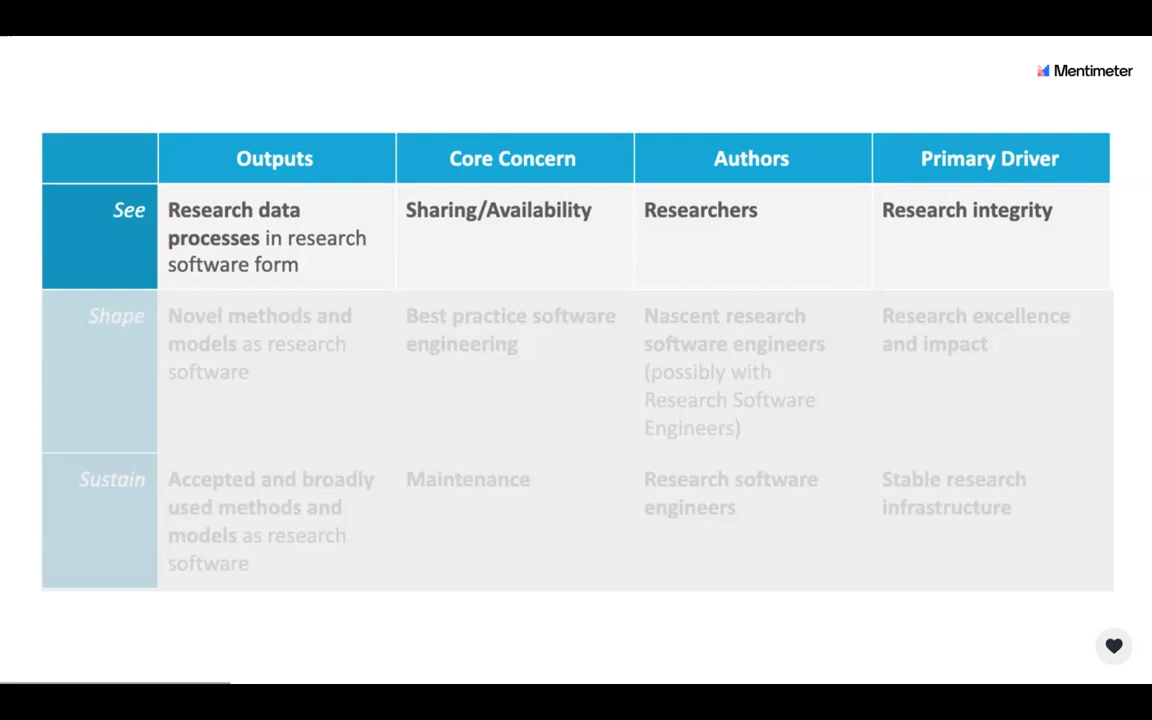 Mentimeter
Outputs
Core Concern
Authors
Primary Driver
See
Research data
processes in research
software form
Sharing/Availability
Researchers
Research integrity
Shape
Novel methods and
models as research
software
Best practice software
engineering
Nascent research
software engineers
(possibly with
Research Software
Engineers)
Research excellence
and impact
Sustain
Accepted and broadly
used methods and
models as research
software
Maintenance
Research software
engineers
Stable research
infrastructure